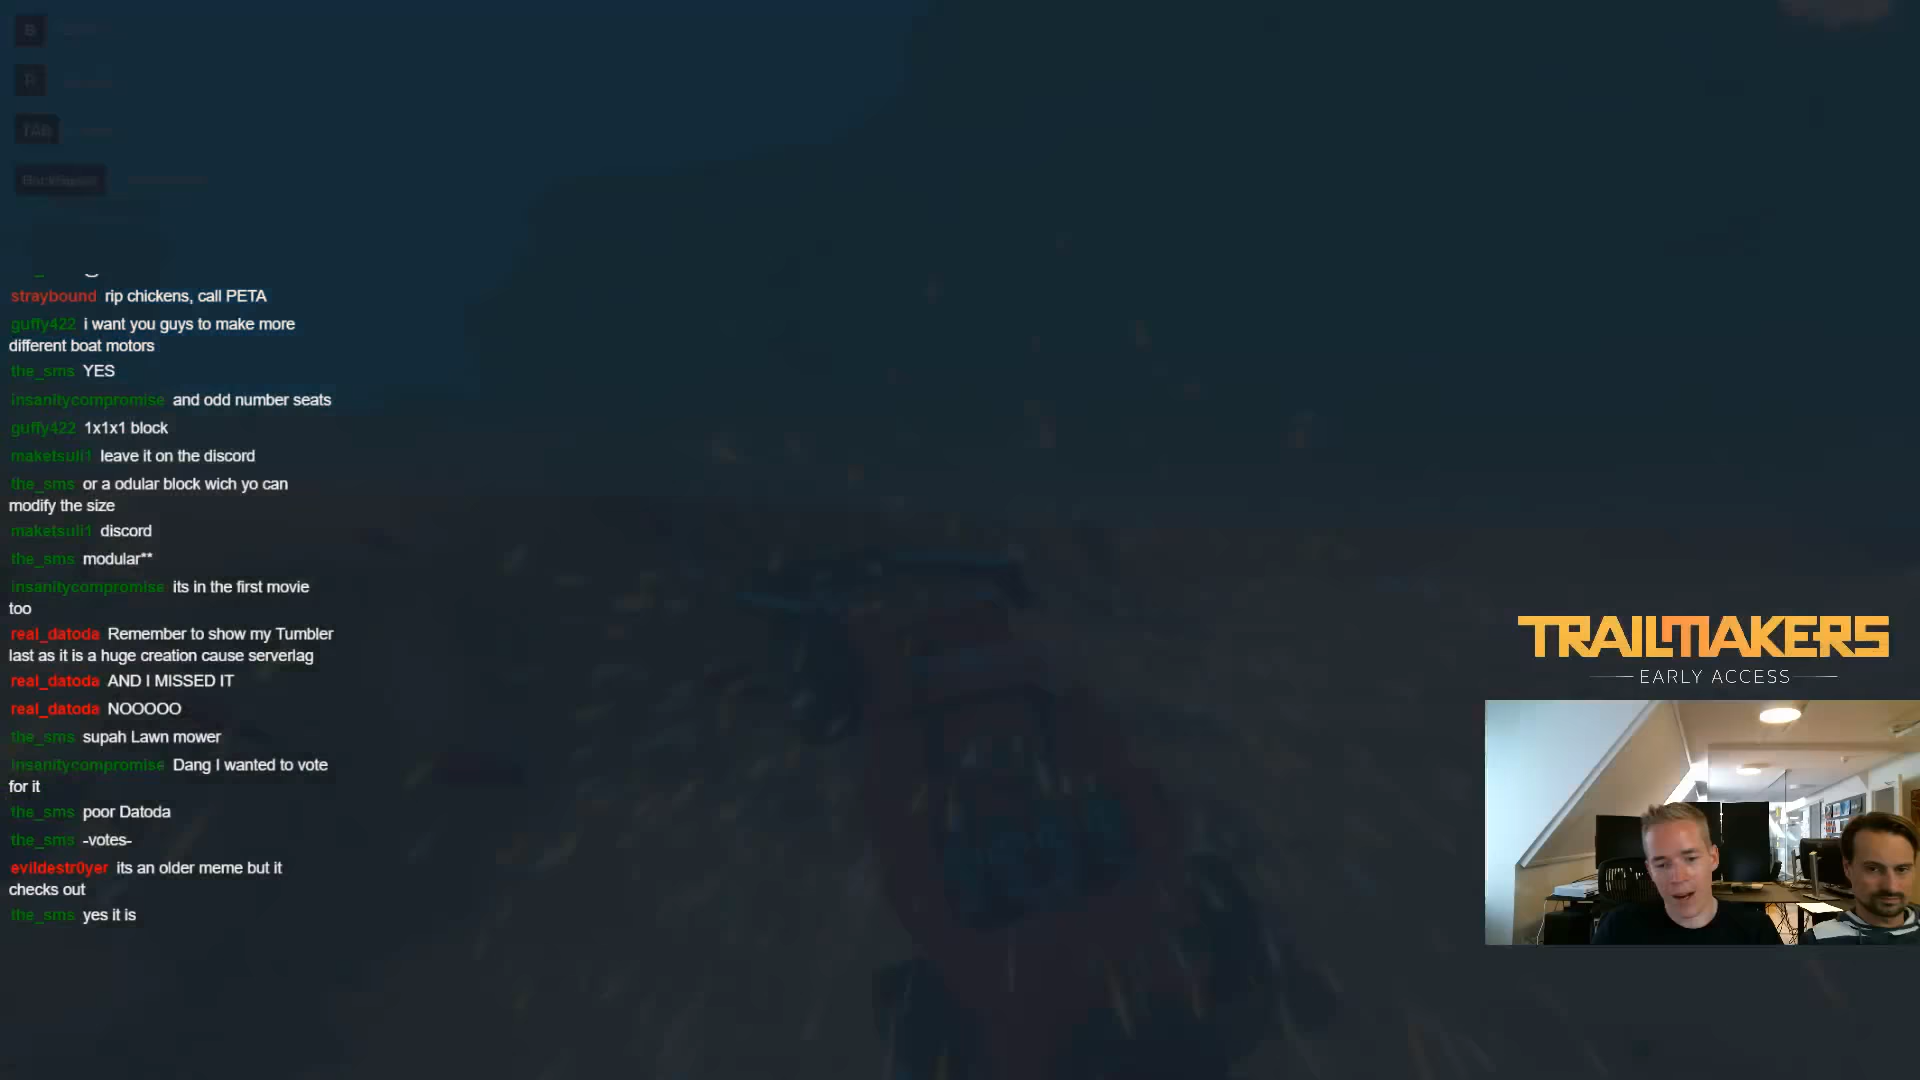 B
R
TAB
Backspace
straybound rip chickens, call PETA
guffy422 i want you guys to make more
different boat motors
the_sms YES
insanitycompromise and odd number seats
guffy422 1x1x1 block
maketsuli1 leave it on the discord
the_sms or a odular block wich yo can
modify the size
maketsuli1 discord
the_sms modular**
insanitycompromise its in the first movie
too
real_datoda Remember to show my Tumbler
last as it is a huge creation cause serverlag
real_datoda AND I MISSED IT
real_datoda NOOOOO
the_sms supah Lawn mower
insanitycompromise Dang I wanted to vote
for it
the_sms poor Datoda
the_sms -votes-
evildestr0yer its an older meme but it
checks out
the_sms yes it is
TRAILMAKERS
EARLY ACCESS